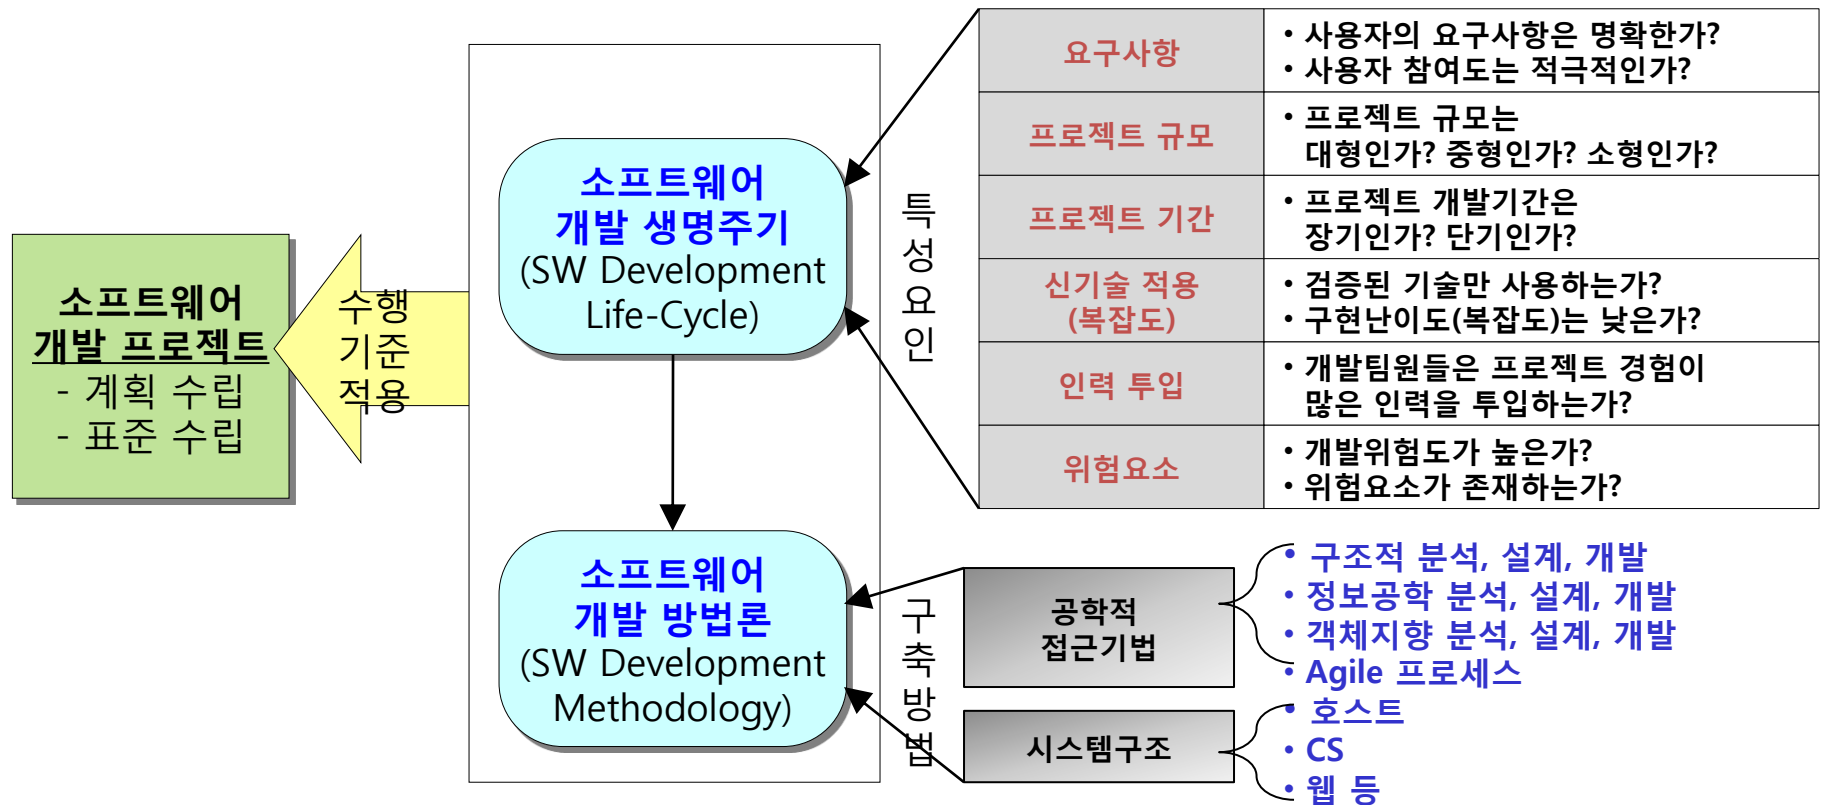 소프트웨어
개발 프로젝트
- 계획 수립
- 표준 수립
수행
기준
적용
소프트웨어
개발 생명주기
(SW Development
Life-Cycle)
소프트웨어
개발 방법론
(SW Development
Methodology)
특
성
요
인
요구사항
• 사용자의 요구사항은 명확한가?
• 사용자 참여도는 적극적인가?
프로젝트 규모
• 프로젝트 규모는
대형인가? 중형인가? 소형인가?
프로젝트 기간
• 프로젝트 개발기간은
장기인가? 단기인가?
신기술 적용
(복잡도)
• 검증된 기술만 사용하는가?
• 구현난이도(복잡도)는 낮은가?
인력 투입
• 개발팀원들은 프로젝트 경험이
많은 인력을 투입하는가?
위험요소
• 개발위험도가 높은가?
• 위험요소가 존재하는가?
구
축
방
법
공학적
접근기법
• 구조적 분석, 설계, 개발
• 정보공학 분석, 설계, 개발
• 객체지향 분석, 설계, 개발
• Agile 프로세스
시스템구조
• 호스트
• CS
• 웹 등